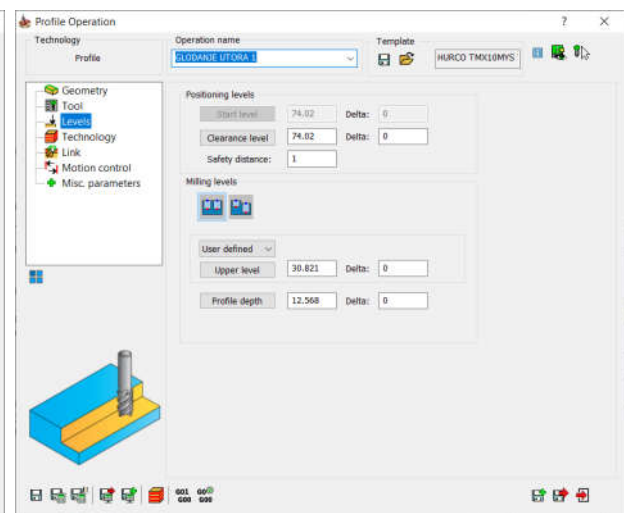 Profile Operation
? ×
Technology
Operation name
Template
Profile
GLODANJE UTORA 1
HURCO TMX10MYS
Geometry
Tool
Levels
Technology
Link
Motion control
Misc. parameters
Positioning levels
Start level 74.02 Delta: 0
Clearance level 74.02 Delta: 0
Safety distance: 1
Milling levels
User defined
Upper level 30.821 Delta: 0
Profile depth 12.568 Delta: 0
G01 G00
G00 G00